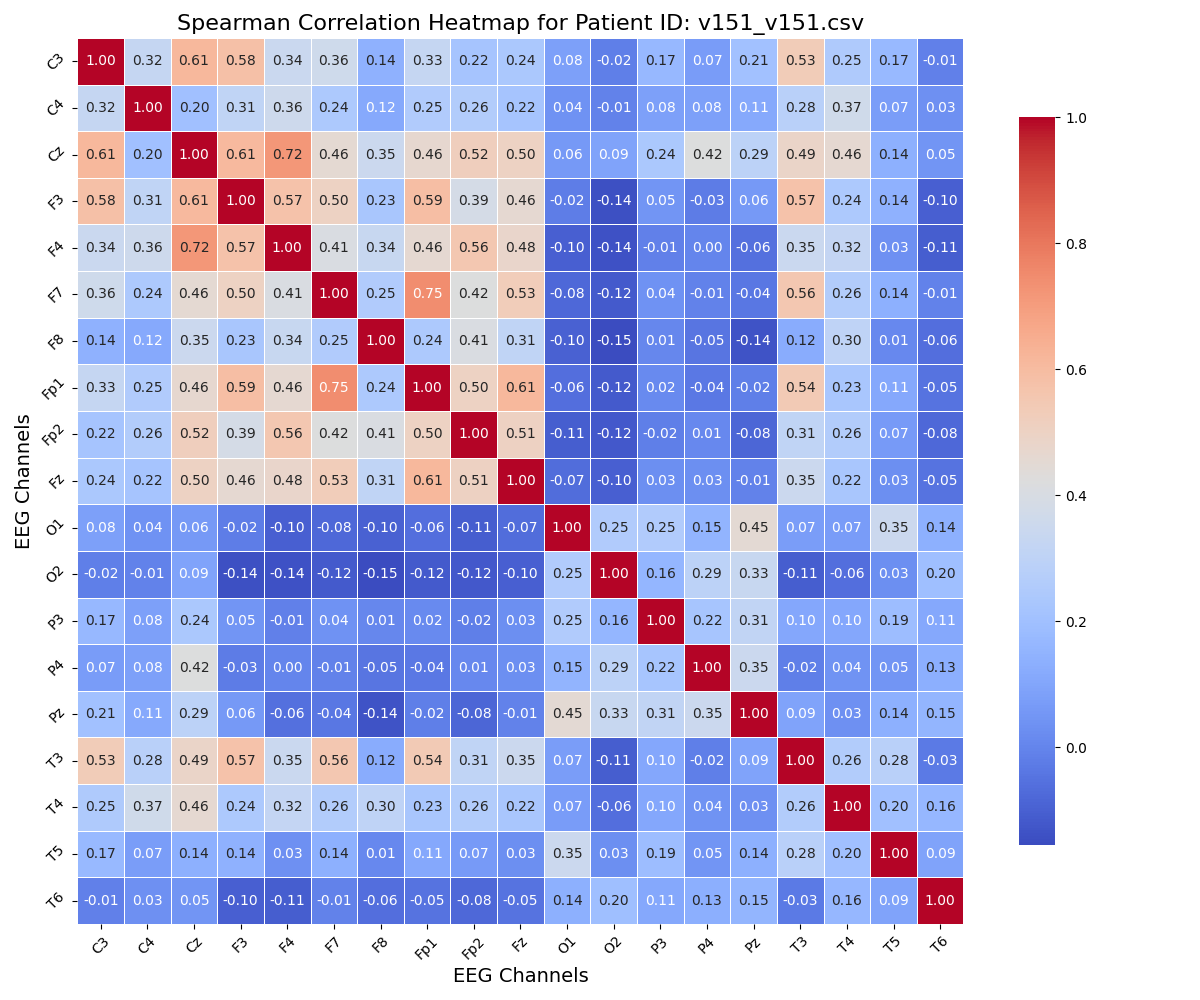 Spearman Correlation Heatmap for Patient ID: v151_v151.csv
EEG Channels
C3 1.00 0.32 0.61 0.58 0.34 0.36 0.14 0.33 0.22 0.24 0.08 -0.02 0.17 0.07 0.21 0.53 0.25 0.17 -0.01
C4 0.32 1.00 0.20 0.31 0.36 0.24 0.12 0.25 0.26 0.22 0.04 -0.01 0.08 0.08 0.11 0.28 0.37 0.07 0.03
Cz 0.61 0.20 1.00 0.61 0.72 0.46 0.35 0.46 0.52 0.50 0.06 0.09 0.24 0.42 0.29 0.49 0.46 0.14 0.05
F3 0.58 0.31 0.61 1.00 0.57 0.50 0.23 0.59 0.39 0.46 -0.02 -0.14 0.05 -0.03 0.06 0.57 0.24 0.14 -0.10
F4 0.34 0.36 0.72 0.57 1.00 0.41 0.34 0.46 0.56 0.48 -0.10 -0.14 -0.01 0.00 -0.06 0.35 0.32 0.03 -0.11
F7 0.36 0.24 0.46 0.50 0.41 1.00 0.25 0.75 0.42 0.53 -0.08 -0.12 0.04 -0.01 -0.04 0.56 0.26 0.14 -0.01
F8 0.14 0.12 0.35 0.23 0.34 0.25 1.00 0.24 0.41 0.31 -0.10 -0.15 0.01 -0.05 -0.14 0.12 0.30 0.01 -0.06
Fp1 0.33 0.25 0.46 0.59 0.46 0.75 0.24 1.00 0.50 0.61 -0.06 -0.12 0.02 -0.04 -0.02 0.54 0.23 0.11 -0.05
Fp2 0.22 0.26 0.52 0.39 0.56 0.42 0.41 0.50 1.00 0.51 -0.11 -0.12 -0.02 0.01 -0.08 0.31 0.26 0.07 -0.08
Fz 0.24 0.22 0.50 0.46 0.48 0.53 0.31 0.61 0.51 1.00 -0.07 -0.10 0.03 0.03 -0.01 0.35 0.22 0.03 -0.05
O1 0.08 0.04 0.06 -0.02 -0.10 -0.08 -0.10 -0.06 -0.11 -0.07 1.00 0.25 0.25 0.15 0.45 0.07 0.07 0.35 0.14
O2 -0.02 -0.01 0.09 -0.14 -0.14 -0.12 -0.15 -0.12 -0.12 -0.10 0.25 1.00 0.16 0.29 0.33 -0.11 -0.06 0.03 0.20
P3 0.17 0.08 0.24 0.05 -0.01 0.04 0.01 0.02 -0.02 0.03 0.25 0.16 1.00 0.22 0.31 0.10 0.10 0.19 0.11
P4 0.07 0.08 0.42 -0.03 0.00 -0.01 -0.05 -0.04 0.01 0.03 0.15 0.29 0.22 1.00 0.35 -0.02 0.04 0.05 0.13
Pz 0.21 0.11 0.29 0.06 -0.06 -0.04 -0.14 -0.02 -0.08 -0.01 0.45 0.33 0.31 0.35 1.00 0.09 0.03 0.14 0.15
T3 0.53 0.28 0.49 0.57 0.35 0.56 0.12 0.54 0.31 0.35 0.07 -0.11 0.10 -0.02 0.09 1.00 0.26 0.28 -0.03
T4 0.25 0.37 0.46 0.24 0.32 0.26 0.30 0.23 0.26 0.22 0.07 -0.06 0.10 0.04 0.03 0.26 1.00 0.20 0.16
T5 0.17 0.07 0.14 0.14 0.03 0.14 0.01 0.11 0.07 0.03 0.35 0.03 0.19 0.05 0.14 0.28 0.20 1.00 0.09
T6 -0.01 0.03 0.05 -0.10 -0.11 -0.01 -0.06 -0.05 -0.08 -0.05 0.14 0.20 0.11 0.13 0.15 -0.03 0.16 0.09 1.00
C3 C4 Cz F3 F4 F7 F8 Fp1 Fp2 Fz O1 O2 P3 P4 Pz T3 T4 T5 T6
EEG Channels
1.0
0.8
0.6
0.4
0.2
0.0